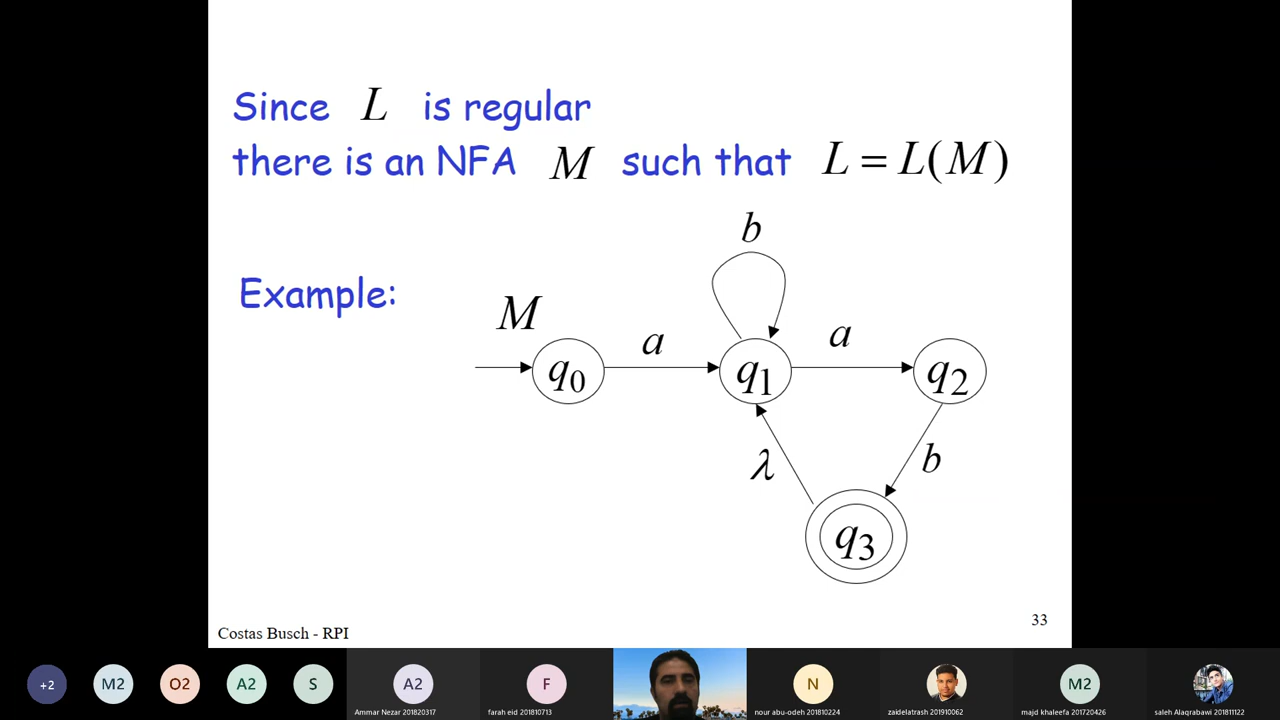 Since L is regular
there is an NFA M such that L = L(M)
b
Example:
M
a
a
q0
q1
q2
λ
b
q3
33
Costas Busch - RPI
+2
M2
O2
A2
S
A2
F
N
M2
Ammar Nezar 201820317
farah eid 201810713
nour abu-odeh 201810224
zaidelatrash 201910062
majd khaleefa 201720426
saleh Alaqrabawi 201811122